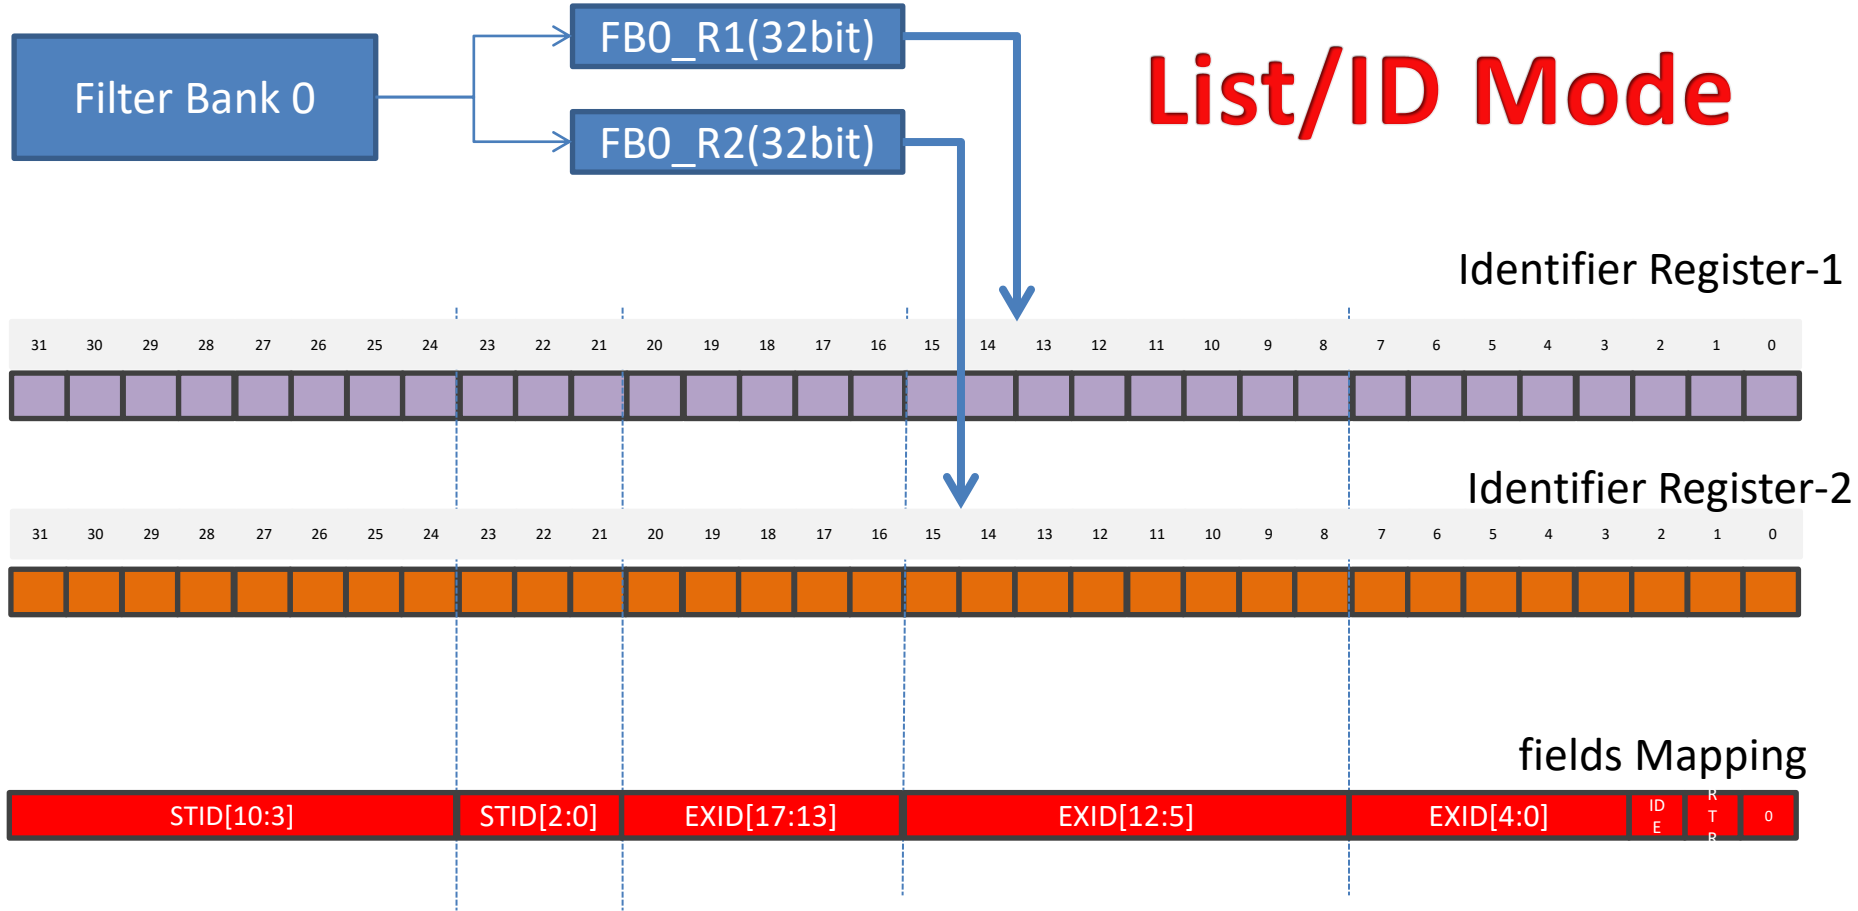 FB0_R1(32bit)
List/ID Mode
Filter Bank 0
FB0_R2(32bit)
Identifier Register-1
31 30 29 28 27 26 25 24 23 22 21 20 19 18 17 16 15 14 13 12 11 10 9 8 7 6 5 4 3 2 1 0
Identifier Register-2
31 30 29 28 27 26 25 24 23 22 21 20 19 18 17 16 15 14 13 12 11 10 9 8 7 6 5 4 3 2 1 0
fields Mapping
STID[10:3] STID[2:0] EXID[17:13] EXID[12:5] EXID[4:0] IDE RTR 0